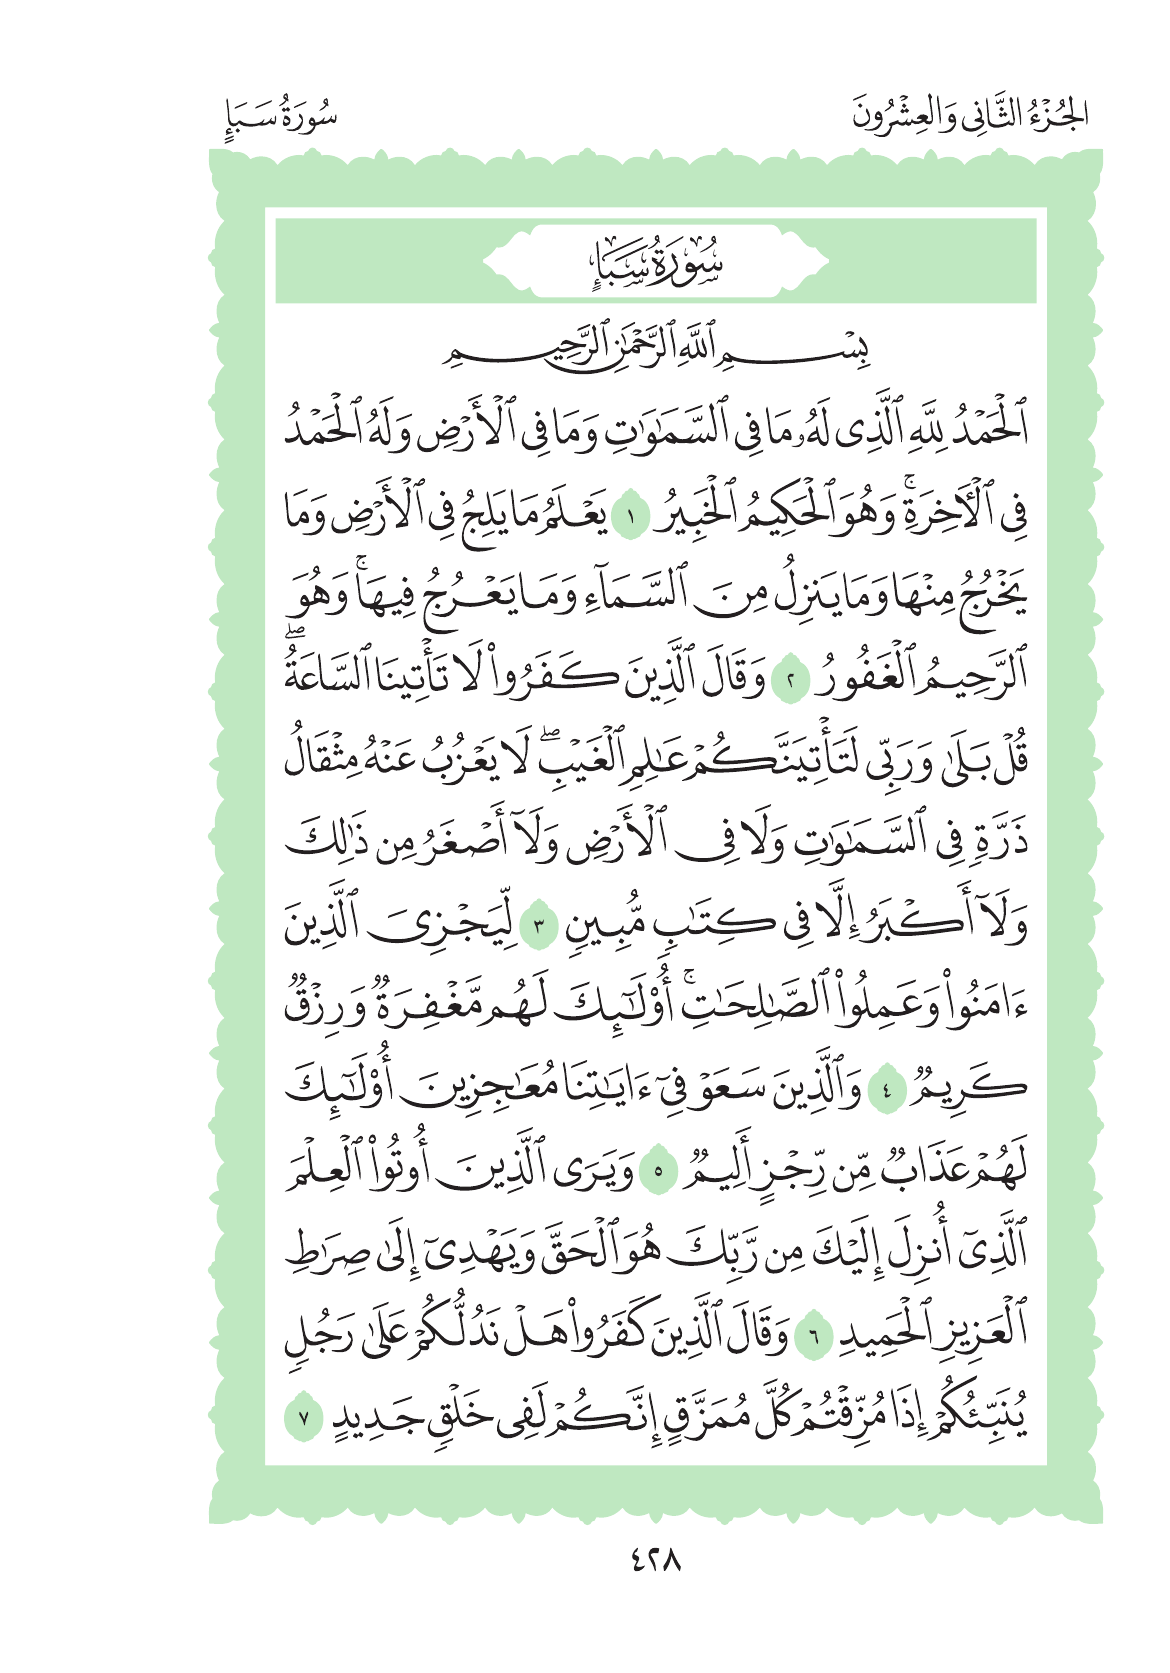 الجُزْءُ الثَّانِي وَالعِشْرُونَ
سُورَةُ سَبَإٍ
سُورَةُ سَبَإٍ
بِسْمِ ٱللَّهِ ٱلرَّحْمَٰنِ ٱلرَّحِيمِ
ٱلْحَمْدُ لِلَّهِ ٱلَّذِى لَهُۥ مَا فِى ٱلسَّمَٰوَٰتِ وَمَا فِى ٱلْأَرْضِ وَلَهُ ٱلْحَمْدُ
فِى ٱلْأَخِرَةِۚ وَهُوَ ٱلْحَكِيمُ ٱلْخَبِيرُ ١ يَعْلَمُ مَا يَلِجُ فِى ٱلْأَرْضِ وَمَا
يَخْرُجُ مِنْهَا وَمَا يَنزِلُ مِنَ ٱلسَّمَآءِ وَمَا يَعْرُجُ فِيهَاۚ وَهُوَ
ٱلرَّحِيمُ ٱلْغَفُورُ ٢ وَقَالَ ٱلَّذِينَ كَفَرُوا۟ لَا تَأْتِينَا ٱلسَّاعَةُۖ
قُلْ بَلَىٰ وَرَبِّى لَتَأْتِيَنَّكُمْ عَٰلِمِ ٱلْغَيْبِۖ لَا يَعْزُبُ عَنْهُ مِثْقَالُ
ذَرَّةٍ فِى ٱلسَّمَٰوَٰتِ وَلَا فِى ٱلْأَرْضِ وَلَآ أَصْغَرُ مِن ذَٰلِكَ
وَلَآ أَكْبَرُ إِلَّا فِى كِتَٰبٍ مُّبِينٍ ٣ لِّيَجْزِىَ ٱلَّذِينَ
ءَامَنُوا۟ وَعَمِلُوا۟ ٱلصَّٰلِحَٰتِۚ أُو۟لَٰٓئِكَ لَهُم مَّغْفِرَةٌ وَرِزْقٌ
كَرِيمٌ ٤ وَٱلَّذِينَ سَعَوْ فِىٓ ءَايَٰتِنَا مُعَٰجِزِينَ أُو۟لَٰٓئِكَ
لَهُمْ عَذَابٌ مِّن رِّجْزٍ أَلِيمٌ ٥ وَيَرَى ٱلَّذِينَ أُوتُوا۟ ٱلْعِلْمَ
ٱلَّذِىٓ أُنزِلَ إِلَيْكَ مِن رَّبِّكَ هُوَ ٱلْحَقَّ وَيَهْدِىٓ إِلَىٰ صِرَٰطِ
ٱلْعَزِيزِ ٱلْحَمِيدِ ٦ وَقَالَ ٱلَّذِينَ كَفَرُوا۟ هَلْ نَدُلُّكُمْ عَلَىٰ رَجُلٍ
يُنَبِّئُكُمْ إِذَا مُزِّقْتُمْ كُلَّ مُمَزَّقٍ إِنَّكُمْ لَفِى خَلْقٍ جَدِيدٍ ٧
٤٢٨